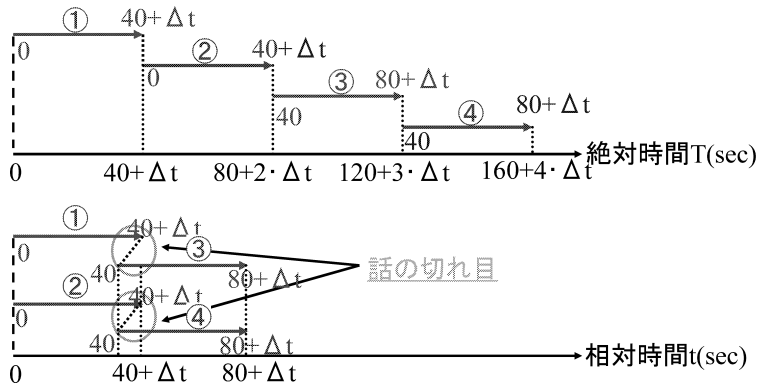 ① 40+Δt
0
② 40+Δt
0
③ 80+Δt
40
④ 80+Δt
40
絶対時間T(sec)
0 40+Δt 80+2·Δt 120+3·Δt 160+4·Δt
①
40+Δt
0
③
40
80+Δt
話の切れ目
②
40+Δt
0
④
40
80+Δt
相対時間t(sec)
0 40+Δt 80+Δt